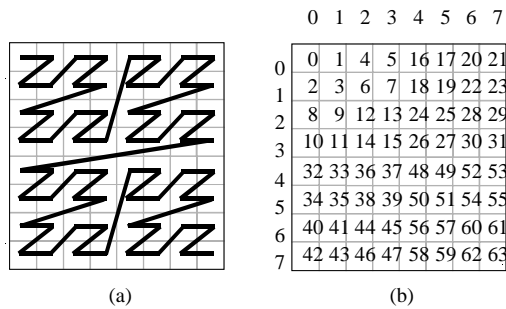 0 1 2 3 4 5 6 7
0 0 1 4 5 16 17 20 21
1 2 3 6 7 18 19 22 23
2 8 9 12 13 24 25 28 29
3 10 11 14 15 26 27 30 31
4 32 33 36 37 48 49 52 53
5 34 35 38 39 50 51 54 55
6 40 41 44 45 56 57 60 61
7 42 43 46 47 58 59 62 63
(a) (b)